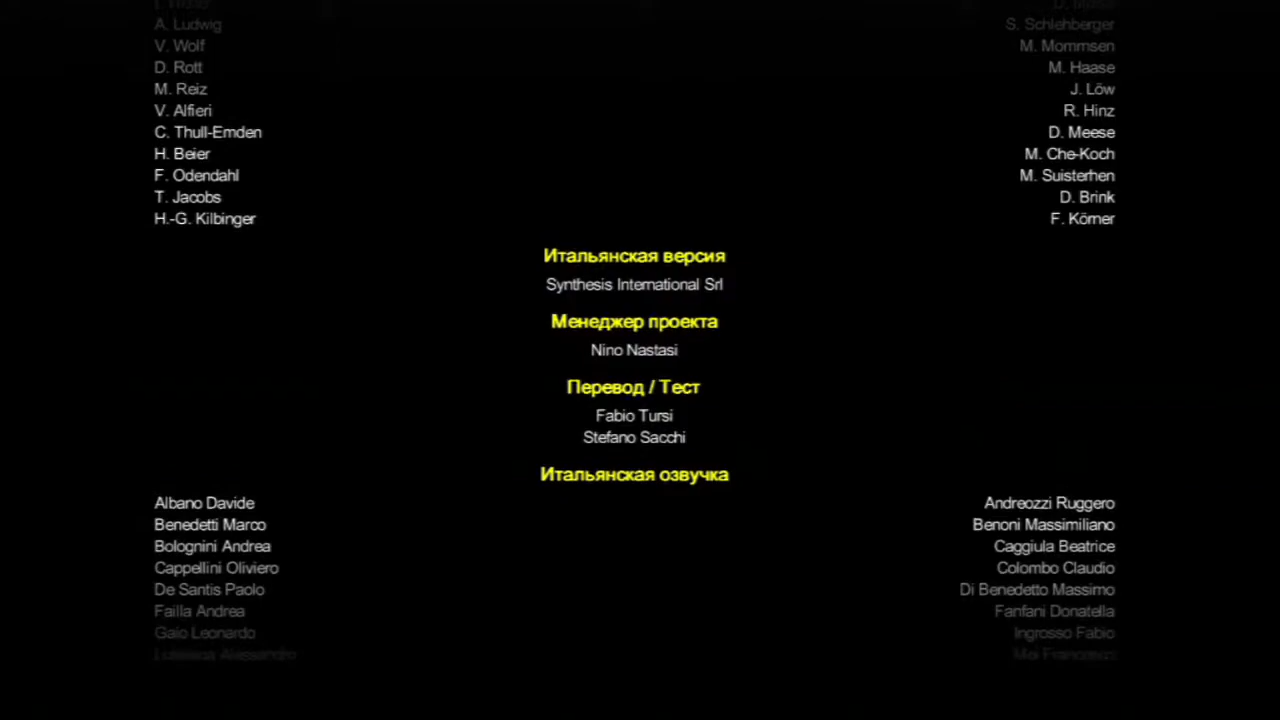 A. Ludwig S. Schlehberger
V. Wolf M. Mommsen
D. Rott M. Haase
M. Reiz J. Löw
V. Alfieri R. Hinz
C. Thull-Emden D. Meese
H. Beier M. Che-Koch
F. Odendahl M. Suisterhen
T. Jacobs D. Brink
H.-G. Kilbinger F. Körner
Итальянская версия
Synthesis International Srl
Менеджер проекта
Nino Nastasi
Перевод / Тест
Fabio Tursi
Stefano Sacchi
Итальянская озвучка
Albano Davide Andreozzi Ruggero
Benedetti Marco Benoni Massimiliano
Bolognini Andrea Caggiula Beatrice
Cappellini Oliviero Colombo Claudio
De Santis Paolo Di Benedetto Massimo
Failla Andrea Fanfani Donatella
Gaio Leonardo Ingrosso Fabio